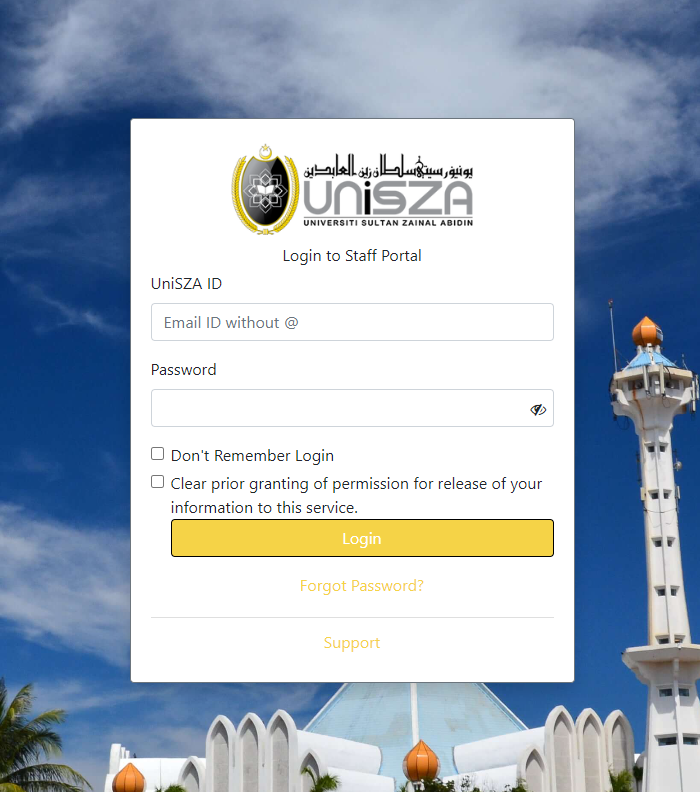 يونيۏرسيتي سلطان زين العابدين
UniSZA
UNIVERSITI SULTAN ZAINAL ABIDIN
Login to Staff Portal
UniSZA ID
Email ID without @
Password
Don't Remember Login
Clear prior granting of permission for release of your
information to this service.
Login
Forgot Password?
Support